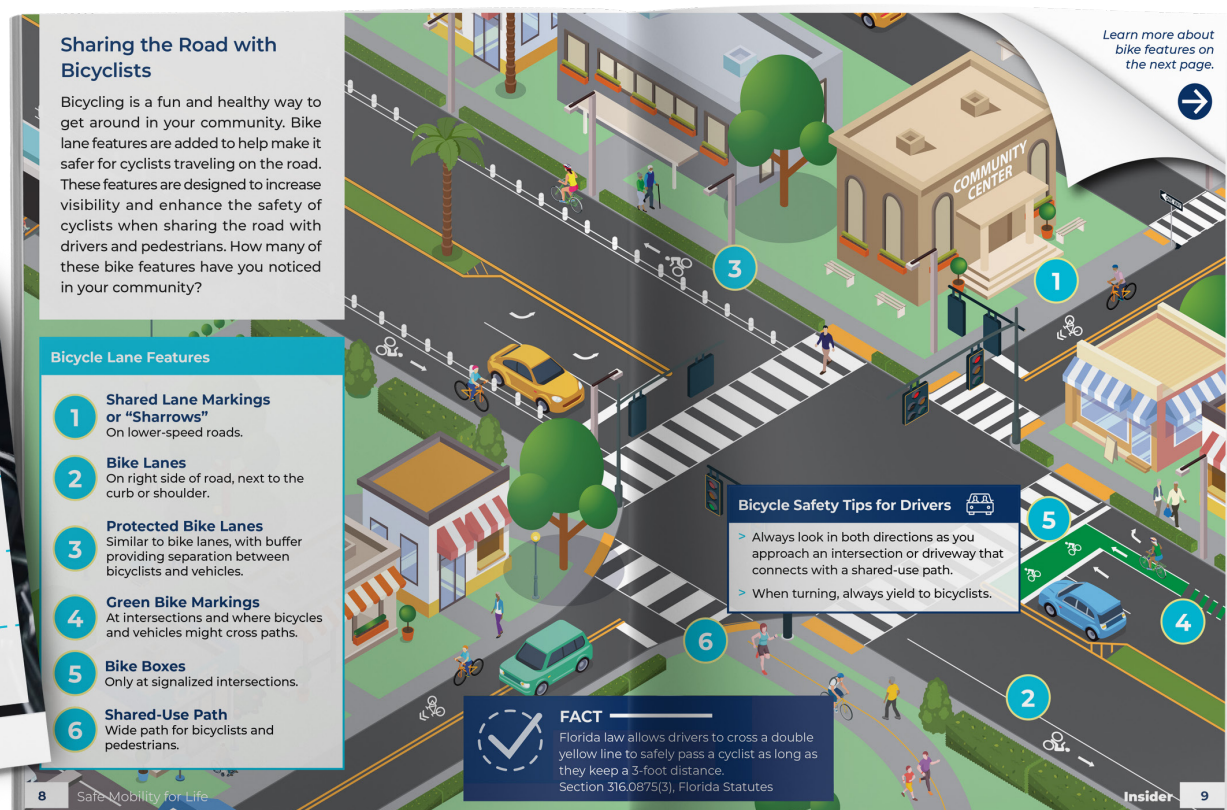 Sharing the Road with
Bicyclists
Bicycling is a fun and healthy way to
get around in your community. Bike
lane features are added to help make it
safer for cyclists traveling on the road.
These features are designed to increase
visibility and enhance the safety of
cyclists when sharing the road with
drivers and pedestrians. How many of
these bike features have you noticed
in your community?
Bicycle Lane Features
1
Shared Lane Markings
or “Sharrows”
On lower-speed roads.
2
Bike Lanes
On right side of road, next to the
curb or shoulder.
3
Protected Bike Lanes
Similar to bike lanes, with buffer
providing separation between
bicyclists and vehicles.
4
Green Bike Markings
At intersections and where bicycles
and vehicles might cross paths.
5
Bike Boxes
Only at signalized intersections.
6
Shared-Use Path
Wide path for bicyclists and
pedestrians.
8
Safe Mobility for Life
Learn more about
bike features on
the next page.
COMMUNITY
CENTER
3
1
Bicycle Safety Tips for Drivers
> Always look in both directions as you
approach an intersection or driveway that
connects with a shared-use path.
> When turning, always yield to bicyclists.
5
4
6
2
FACT
Florida law allows drivers to cross a double
yellow line to safely pass a cyclist as long as
they keep a 3-foot distance.
Section 316.0875(3), Florida Statutes
Insider
9